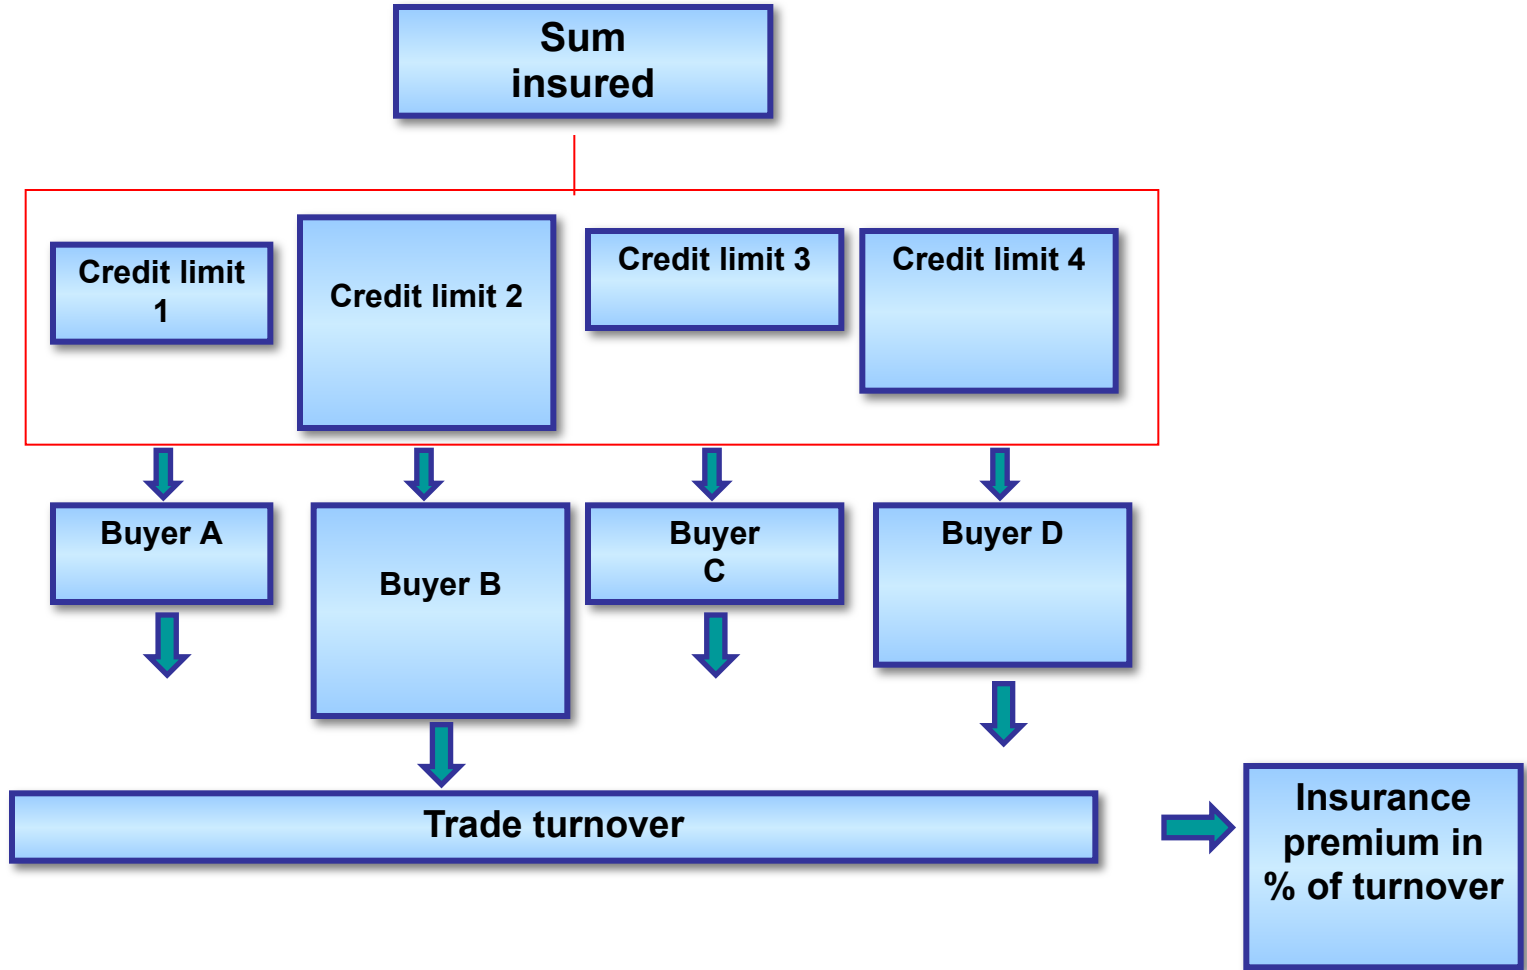 Sum
insured
Credit limit
1
Credit limit 2
Credit limit 3
Credit limit 4
Buyer A
Buyer B
Buyer
C
Buyer D
Trade turnover
Insurance
premium in
% of turnover